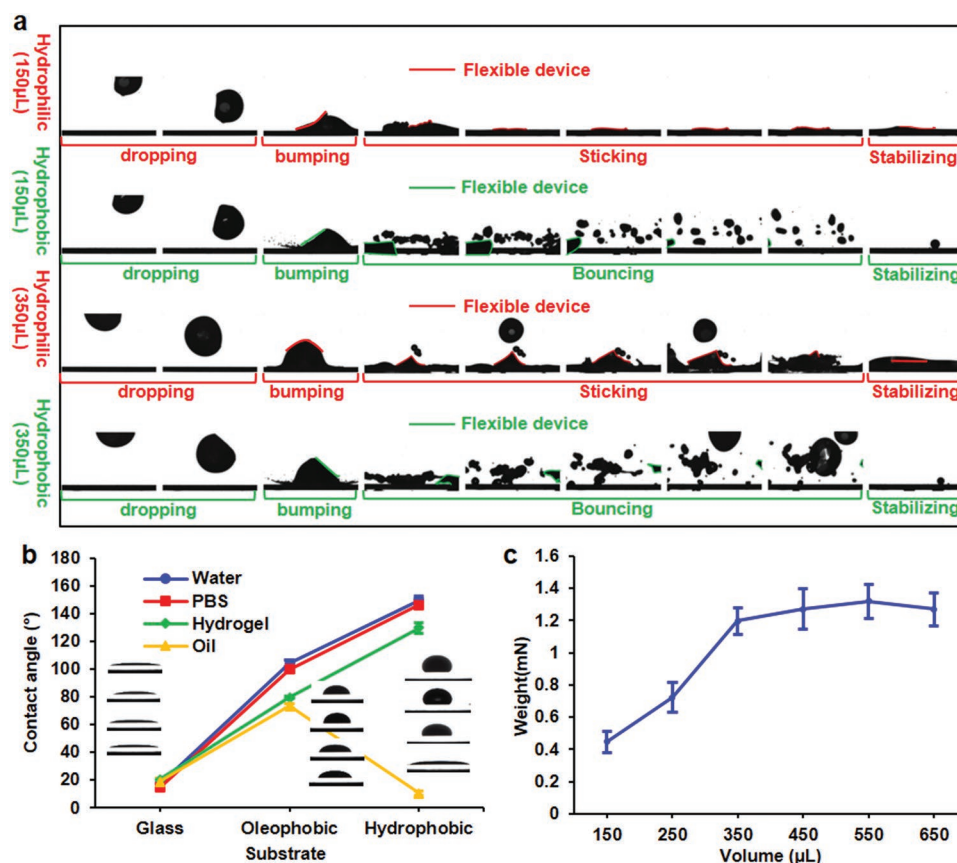 a
Hydrophilic
(150μL)
Flexible device
dropping
bumping
Sticking
Stabilizing
Hydrophobic
(150μL)
Flexible device
dropping
bumping
Bouncing
Stabilizing
Hydrophilic
(350μL)
Flexible device
dropping
bumping
Sticking
Stabilizing
Hydrophobic
(350μL)
Flexible device
dropping
bumping
Bouncing
Stabilizing
b
180
160
140
120
100
80
60
40
20
0
Contact angle (°)
Water
PBS
Hydrogel
Oil
Glass
Oleophobic
Hydrophobic
Substrate
c
1.6
1.4
1.2
1
0.8
0.6
0.4
0.2
0
Weight(mN)
150
250
350
450
550
650
Volume (μL)